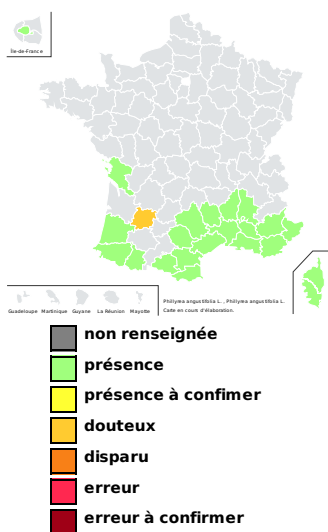 Île-de-France
Guadeloupe Martinique Guyane La Réunion Mayotte
Phillyrea angustifolia L. , Phillyrea angustifolia L.
Carte en cours d'élaboration.
non renseignée
présence
présence à confimer
douteux
disparu
erreur
erreur à confirmer